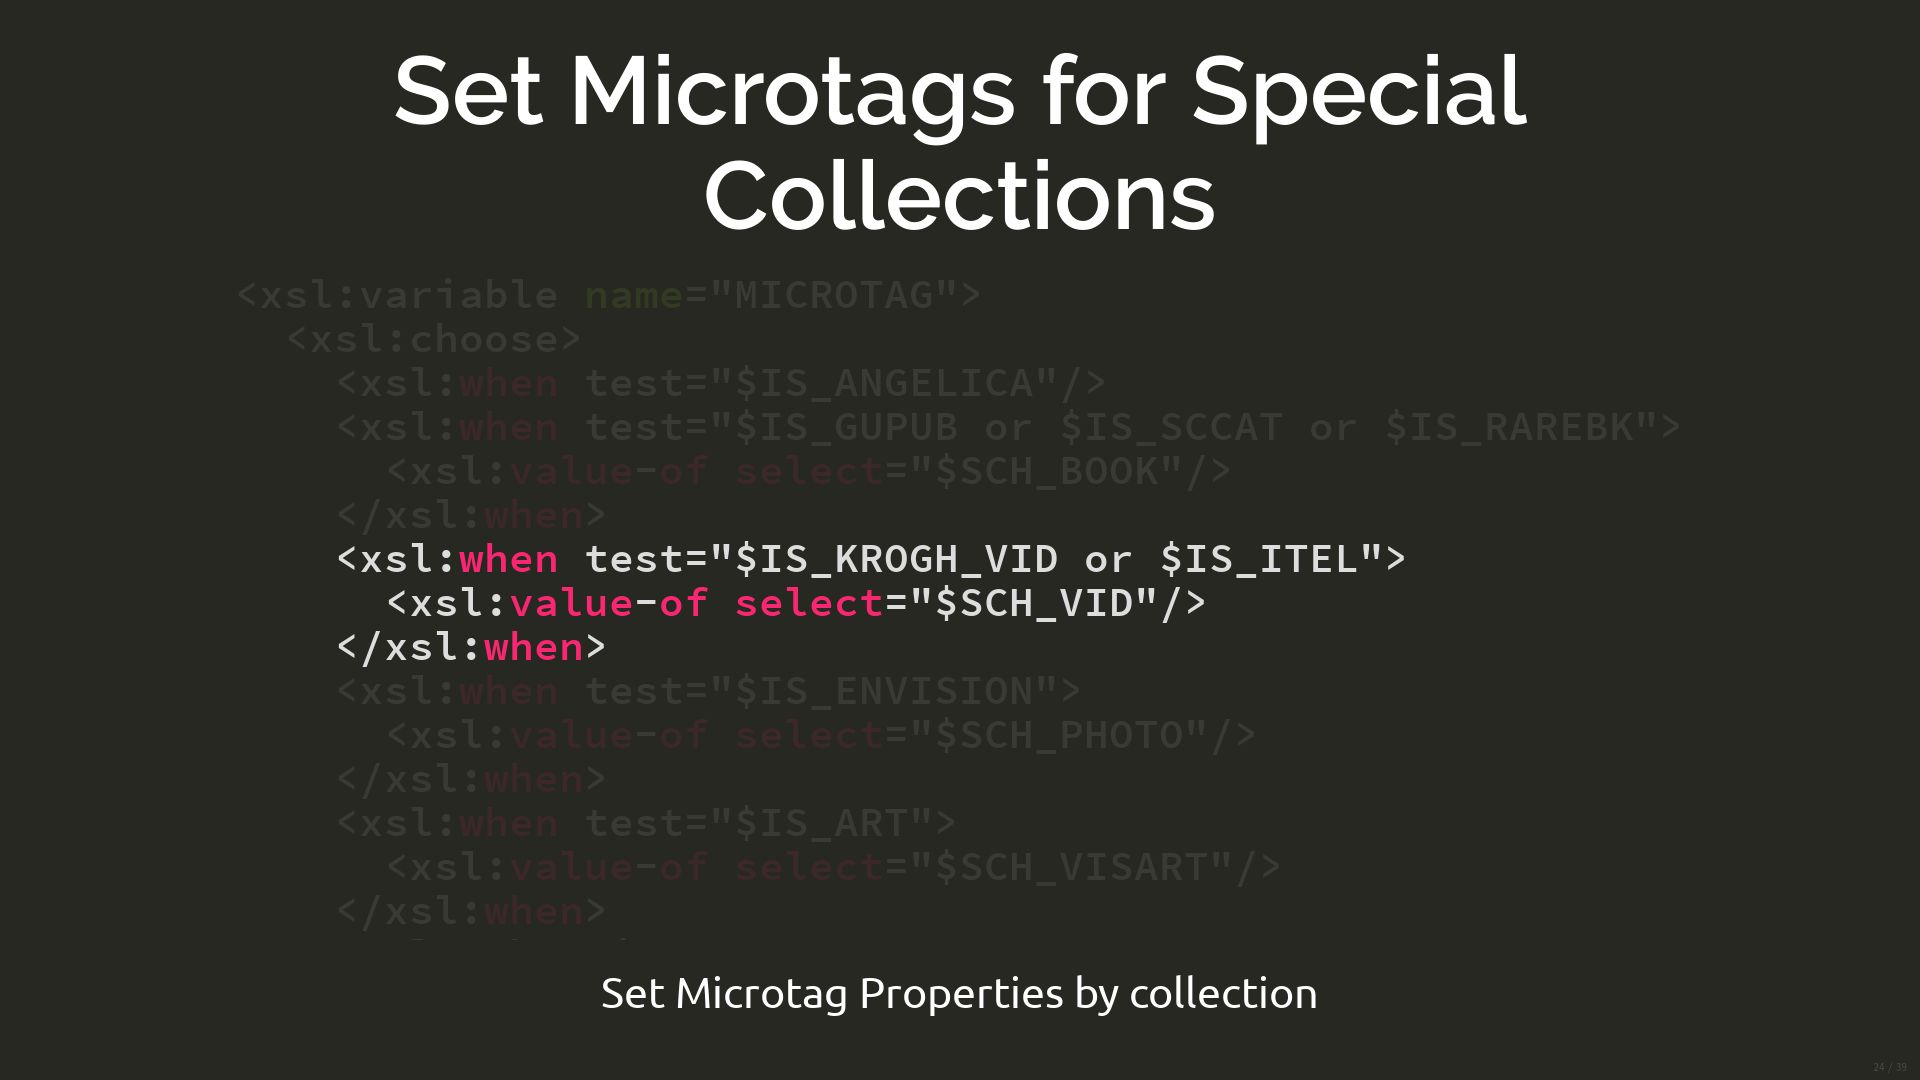 Set Microtags for Special
Collections
<xsl:variable name="MICROTAG">
  <xsl:choose>
    <xsl:when test="$IS_ANGELICA"/>
    <xsl:when test="$IS_GUPUB or $IS_SCCAT or $IS_RAREBK">
      <xsl:value-of select="$SCH_BOOK"/>
    </xsl:when>
    <xsl:when test="$IS_KROGH_VID or $IS_ITEL">
      <xsl:value-of select="$SCH_VID"/>
    </xsl:when>
    <xsl:when test="$IS_ENVISION">
      <xsl:value-of select="$SCH_PHOTO"/>
    </xsl:when>
    <xsl:when test="$IS_ART">
      <xsl:value-of select="$SCH_VISART"/>
    </xsl:when>
Set Microtag Properties by collection
24 / 39